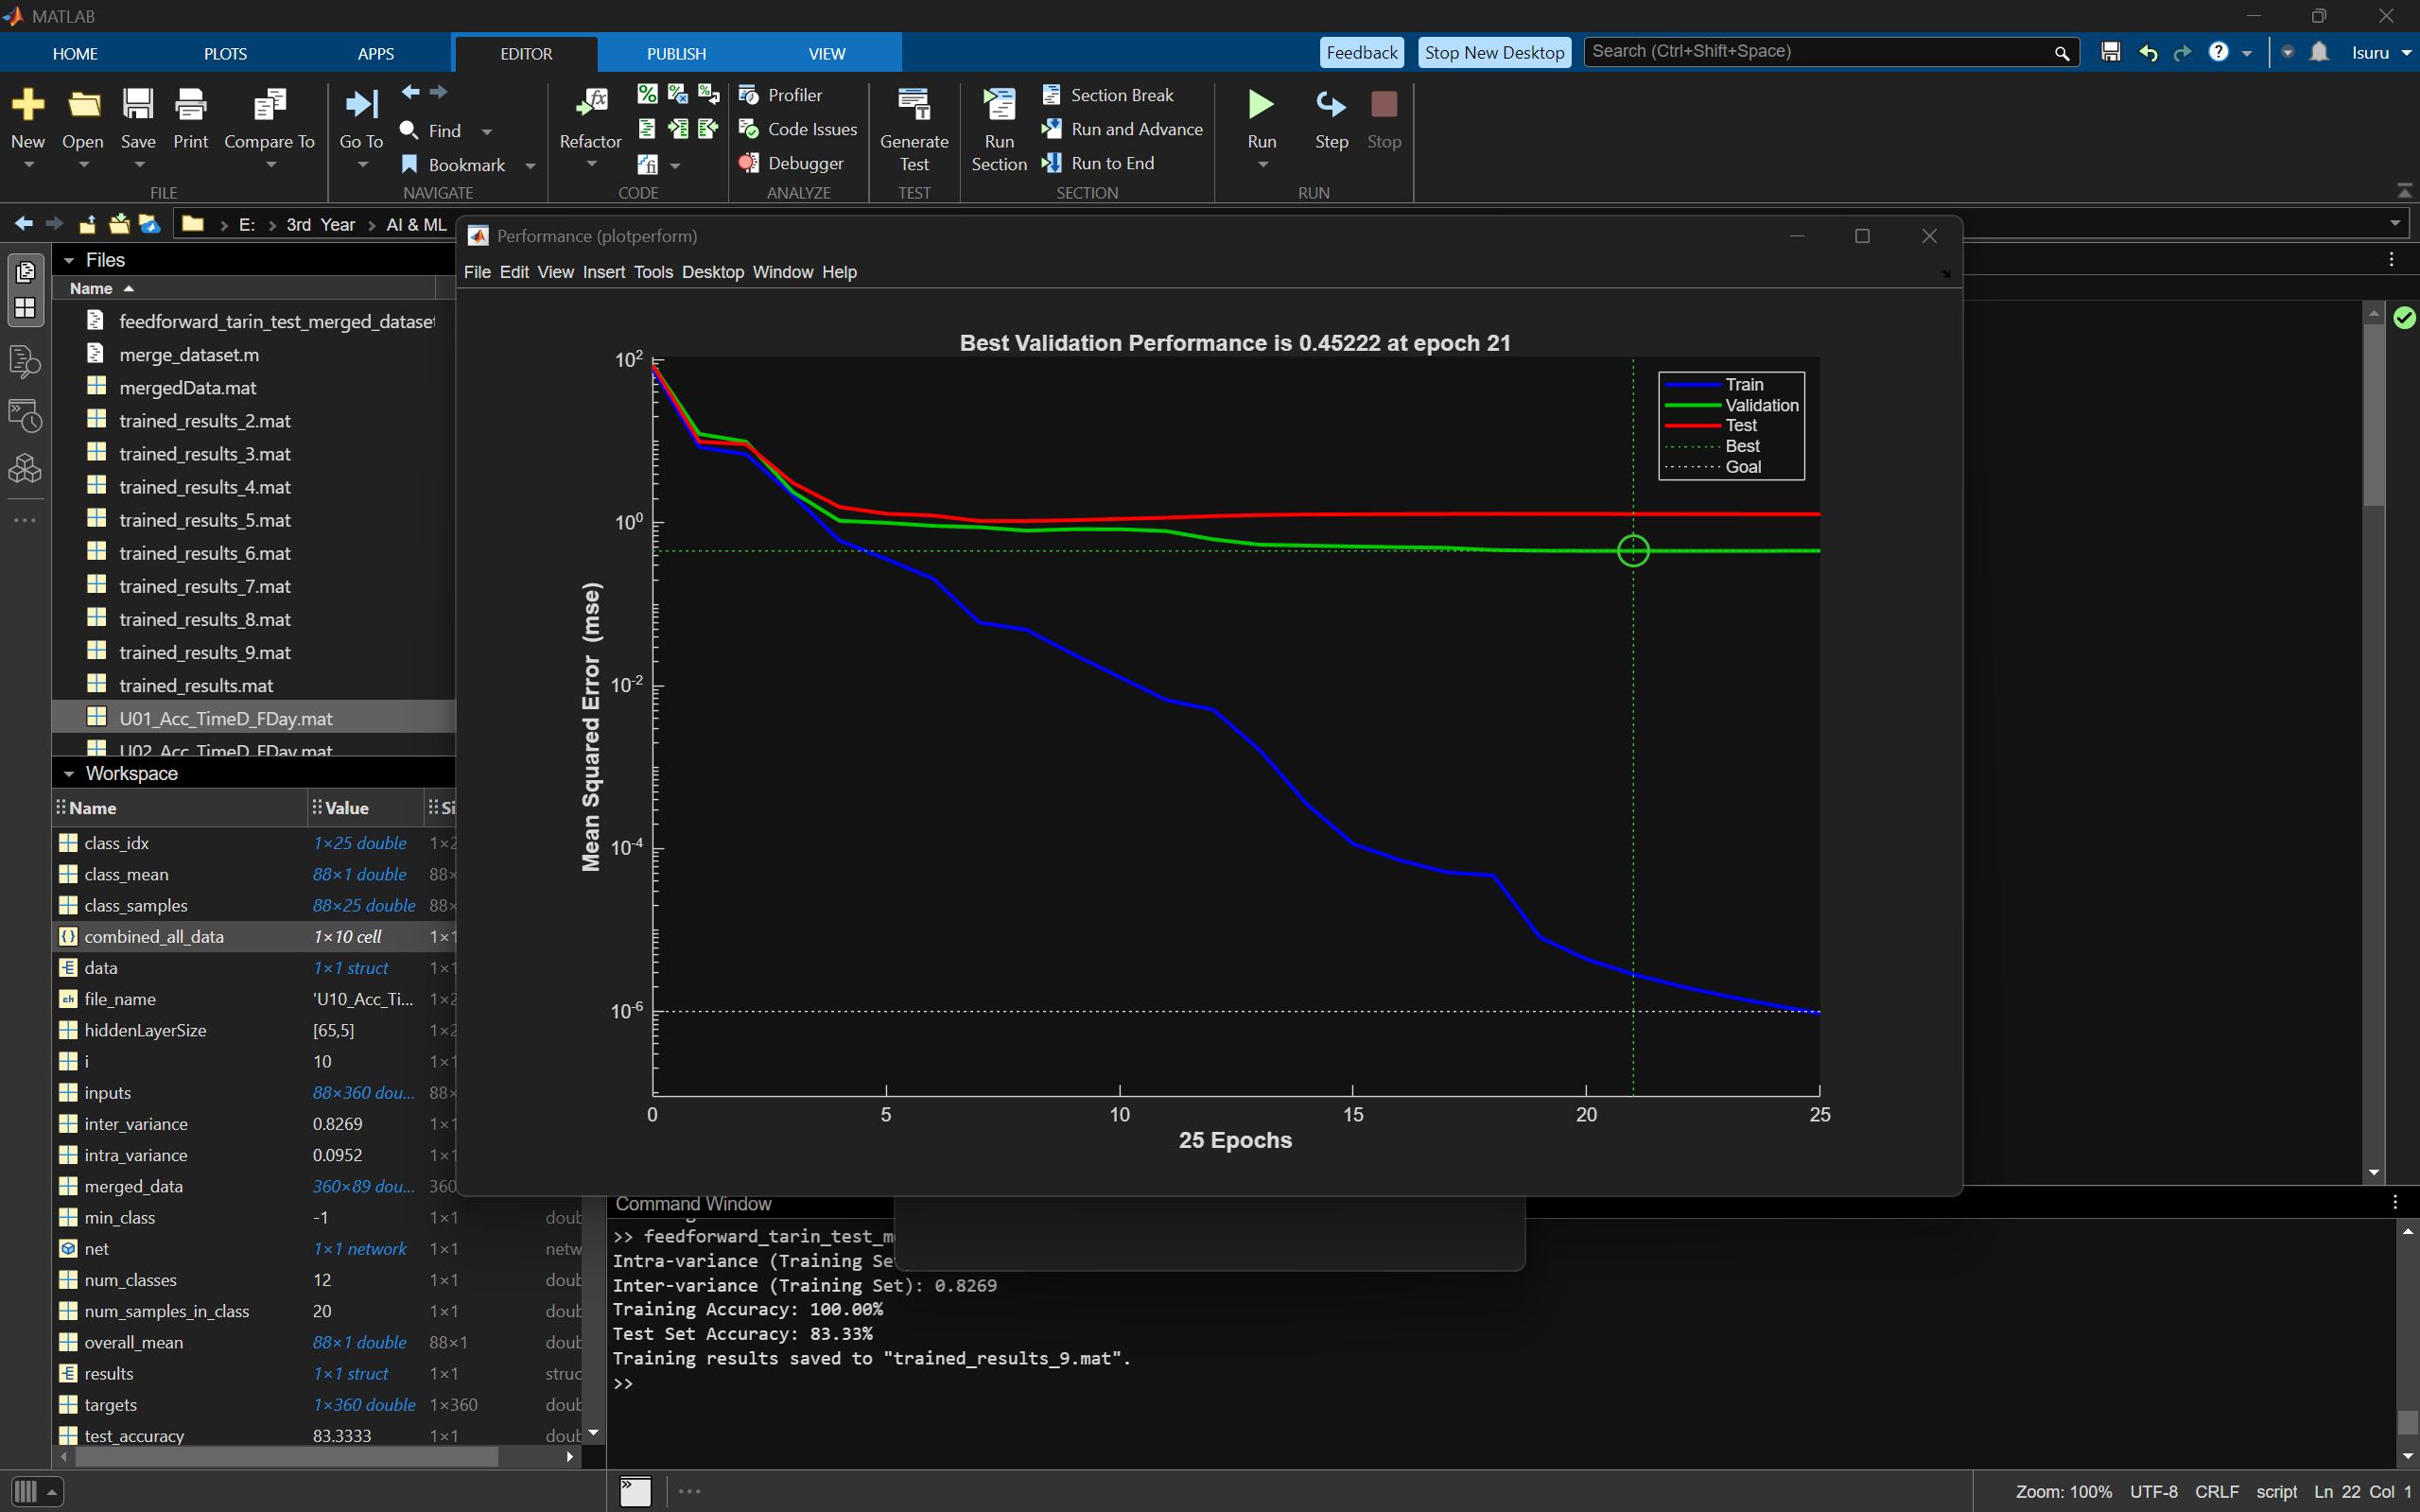 MATLAB
HOME PLOTS APPS EDITOR PUBLISH VIEW Feedback Stop New Desktop Search (Ctrl+Shift+Space) Isuru
New Open Save Print Compare To Go To Find Bookmark Refactor Profiler Code Issues Debugger Generate Test Run Section Section Break Run and Advance Run to End Run Step Stop
FILE NAVIGATE CODE ANALYZE TEST SECTION RUN
E: > 3rd Year > AI & ML
Files
Name
feedforward_tarin_test_merged_dataset
merge_dataset.m
mergedData.mat
trained_results_2.mat
trained_results_3.mat
trained_results_4.mat
trained_results_5.mat
trained_results_6.mat
trained_results_7.mat
trained_results_8.mat
trained_results_9.mat
trained_results.mat
U01_Acc_TimeD_FDay.mat
U02_Acc_TimeD_FDay.mat
Workspace
Name Value Si
class_idx 1×25 double 1×2
class_mean 88×1 double 88×
class_samples 88×25 double 88×
combined_all_data 1×10 cell 1×1
data 1×1 struct 1×1
file_name 'U10_Acc_Ti... 1×2
hiddenLayerSize [65,5] 1×2
i 10 1×1
inputs 88×360 dou... 88×
inter_variance 0.8269 1×1
intra_variance 0.0952 1×1
merged_data 360×89 dou... 360
min_class -1 1×1 doub
net 1×1 network 1×1 netw
num_classes 12 1×1 doub
num_samples_in_class 20 1×1 doub
overall_mean 88×1 double 88×1 doub
results 1×1 struct 1×1 struc
targets 1×360 double 1×360 doub
test_accuracy 83.3333 1×1 doub
Performance (plotperform)
File Edit View Insert Tools Desktop Window Help
Best Validation Performance is 0.45222 at epoch 21
Train
Validation
Test
Best
Goal
Mean Squared Error (mse)
10²
10⁰
10⁻²
10⁻⁴
10⁻⁶
0 5 10 15 20 25
25 Epochs
Command Window
>> feedforward_tarin_test_m
Intra-variance (Training Set
Inter-variance (Training Set): 0.8269
Training Accuracy: 100.00%
Test Set Accuracy: 83.33%
Training results saved to "trained_results_9.mat".
>>
Zoom: 100% UTF-8 CRLF script Ln 22 Col 1